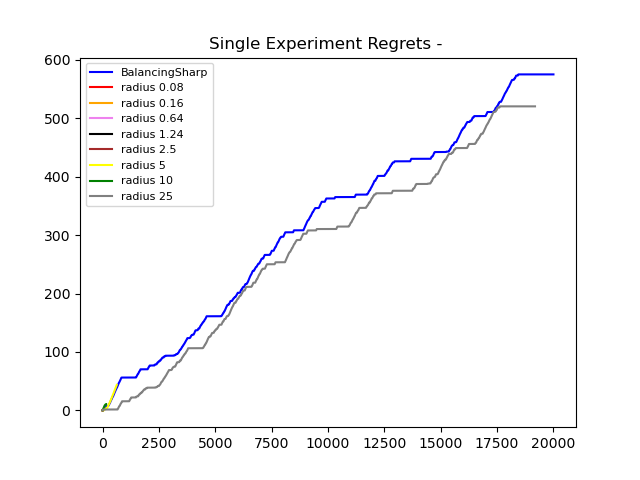 Single Experiment Regrets -
600
500
400
300
200
100
0
BalancingSharp
radius 0.08
radius 0.16
radius 0.64
radius 1.24
radius 2.5
radius 5
radius 10
radius 25
0 2500 5000 7500 10000 12500 15000 17500 20000